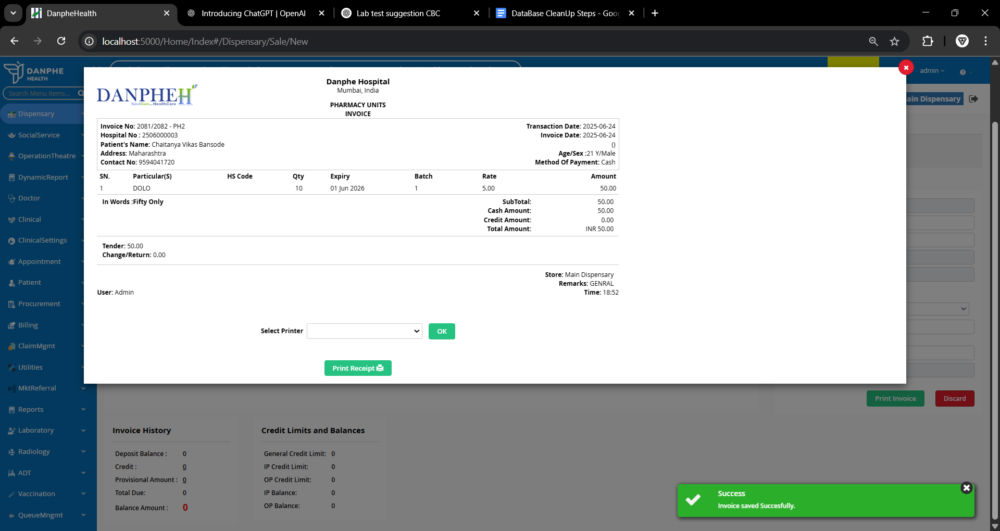 DanpheHealth
Introducing ChatGPT | OpenAI
Lab test suggestion CBC
DataBase CleanUp Steps - Goog
localhost:5000/Home/Index#/Dispensary/Sale/New
DANPHE
HEALTH
admin
Search Menu Items...
ain Dispensary
Dispensary
SocialService
OperationTheatre
DynamicReport
Doctor
Clinical
ClinicalSettings
Appointment
Patient
Procurement
Billing
ClaimMgmt
Utilities
MktReferral
Reports
Laboratory
Radiology
ADT
Vaccination
QueueMngmt
DANPHEH
NextGen... HealthCare
Danphe Hospital
Mumbai, India
PHARMACY UNITS
INVOICE
Invoice No: 2081/2082 - PH2
Hospital No : 2506000003
Patient's Name: Chaitanya Vikas Bansode
Address: Maharashtra
Contact No: 9594041720
Transaction Date: 2025-06-24
Invoice Date: 2025-06-24
()
Age/Sex :21 Y/Male
Method Of Payment: Cash
SN. Particular(S) HS Code Qty Expiry Batch Rate Amount
1 DOLO 10 01 Jun 2026 1 5.00 50.00
In Words :Fifty Only
SubTotal: 50.00
Cash Amount: 50.00
Credit Amount: 0.00
Total Amount: INR 50.00
Tender: 50.00
Change/Return: 0.00
Store: Main Dispensary
Remarks: GENRAL
User: Admin
Time: 18:52
Select Printer
OK
Print Receipt
Print Invoice
Discard
Invoice History
Deposit Balance : 0
Credit : 0
Provisional Amount : 0
Total Due: 0
Balance Amount : 0
Credit Limits and Balances
General Credit Limit: 0
IP Credit Limit: 0
OP Credit Limit: 0
IP Balance: 0
OP Balance: 0
Success
Invoice saved Succesfully.